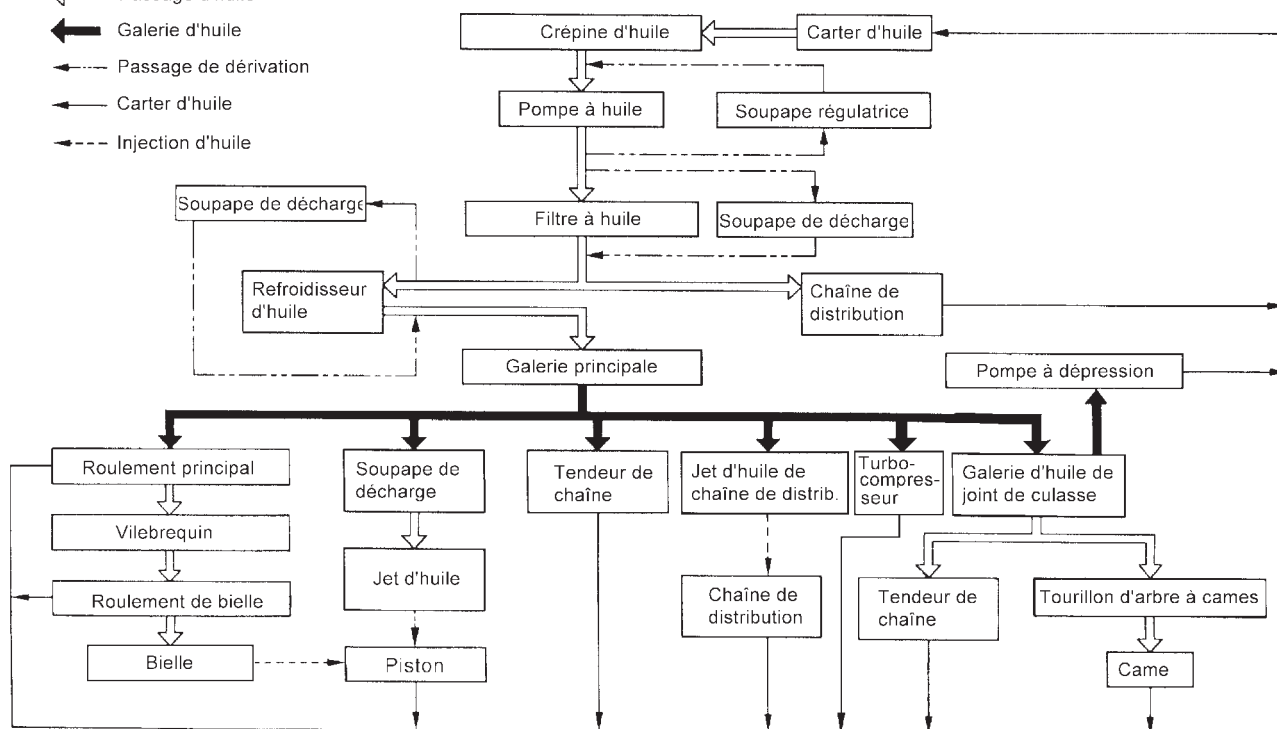 Galerie d'huile
Passage de dérivation
Carter d'huile
Injection d'huile
Crépine d'huile
Carter d'huile
Pompe à huile
Soupape régulatrice
Soupape de décharge
Filtre à huile
Soupape de décharge
Refroidisseur
d'huile
Chaîne de
distribution
Galerie principale
Pompe à dépression
Roulement principal
Soupape de
décharge
Tendeur de
chaîne
Jet d'huile de
chaîne de distrib.
Turbo-
compres-
seur
Galerie d'huile de
joint de culasse
Vilebrequin
Jet d'huile
Roulement de bielle
Chaîne de
distribution
Tendeur de
chaîne
Tourillon d'arbre à cames
Bielle
Piston
Came